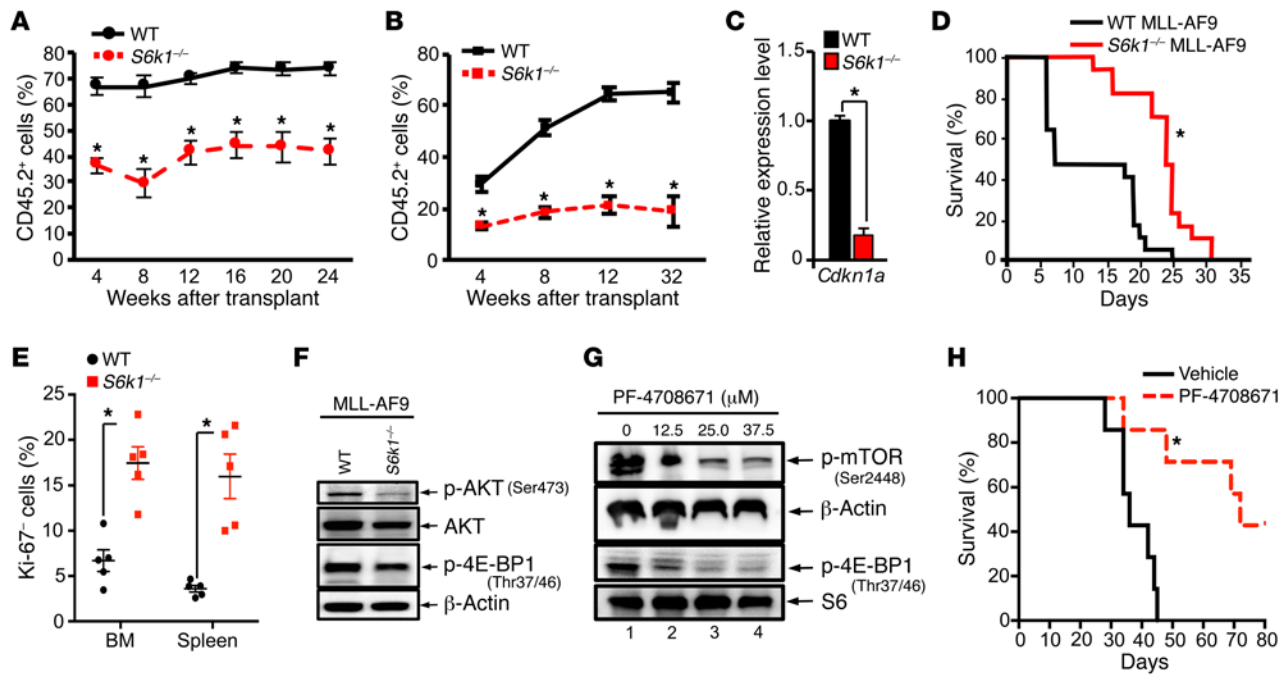 A
WT
S6k1–/–
CD45.2+ cells (%)
80
70
60
50
40
30
20
10
0
* * * * * *
4 8 12 16 20 24
Weeks after transplant
B
WT
S6k1–/–
CD45.2+ cells (%)
80
60
40
20
0
* * * *
4 8 12 32
Weeks after transplant
C
WT
S6k1–/–
Relative expression level
1.5
1.0
0.5
0
*
Cdkn1a
D
WT MLL-AF9
S6k1–/– MLL-AF9
Survival (%)
100
80
60
40
20
*
0 5 10 15 20 25 30 35
Days
E
WT
S6k1–/–
Ki-67– cells (%)
25
20
15
10
5
0
* *
BM Spleen
F
MLL-AF9
WT S6k1–/–
p-AKT (Ser473)
AKT
p-4E-BP1
(Thr37/46)
β-Actin
G
PF-4708671 (μM)
0 12.5 25.0 37.5
p-mTOR
(Ser2448)
β-Actin
p-4E-BP1
(Thr37/46)
S6
1 2 3 4
H
Vehicle
PF-4708671
Survival (%)
100
80
60
40
20
0
*
0 10 20 30 40 50 60 70 80
Days